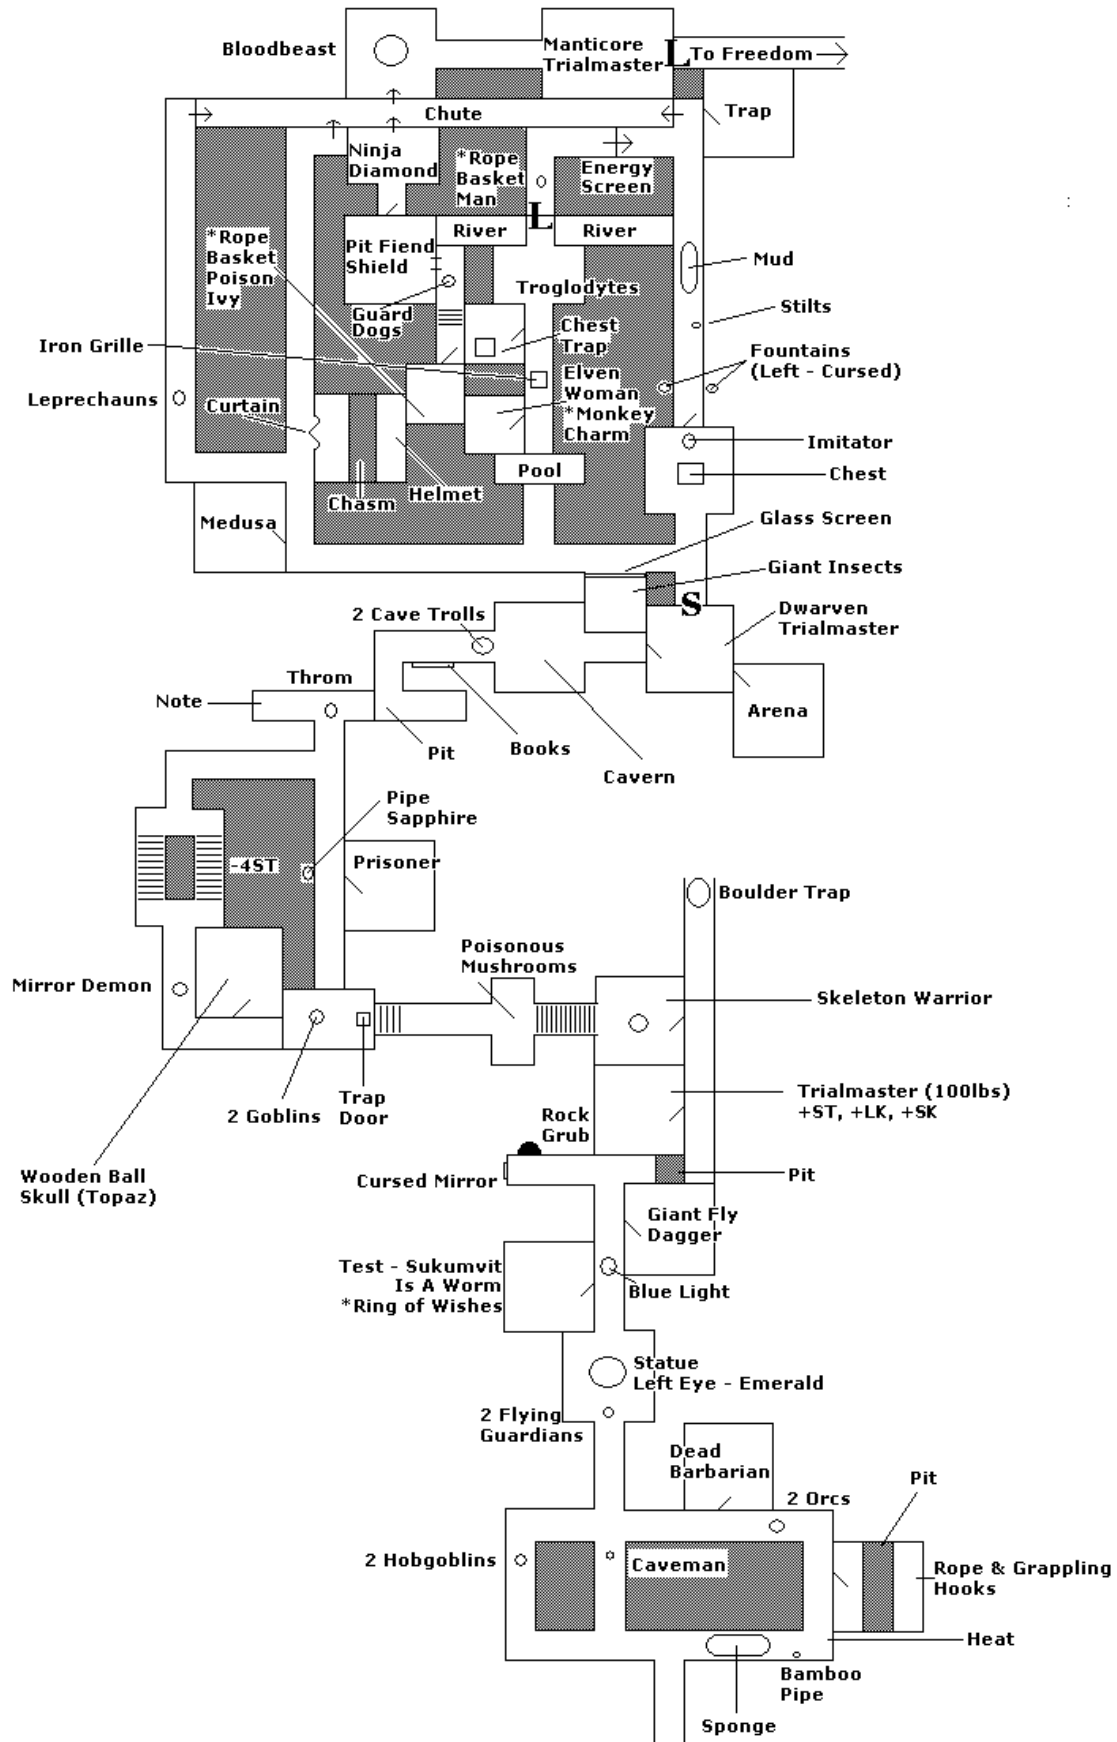 Bloodbeast
Manticore
Trialmaster
L
To Freedom
Chute
Trap
Ninja
Diamond
*Rope
Basket
Man
Energy
Screen
:
L
*Rope
Basket
Poison
Ivy
Pit Fiend
Shield
River
River
Mud
Troglodytes
Guard
Dogs
Stilts
Chest
Trap
Iron Grille
Fountains
(Left - Cursed)
Elven
Woman
*Monkey
Charm
Leprechauns
Curtain
Imitator
Pool
Chest
Chasm
Helmet
Medusa
Glass Screen
Giant Insects
S
2 Cave Trolls
Dwarven
Trialmaster
Throm
Note
Pit
Books
Arena
Cavern
Pipe
Sapphire
-4ST
Prisoner
Boulder Trap
Poisonous
Mushrooms
Mirror Demon
Skeleton Warrior
2 Goblins
Trap
Door
Trialmaster (100lbs)
+ST, +LK, +SK
Rock
Grub
Wooden Ball
Skull (Topaz)
Cursed Mirror
Pit
Giant Fly
Dagger
Test - Sukumvit
Is A Worm
*Ring of Wishes
Blue Light
Statue
Left Eye - Emerald
2 Flying
Guardians
Dead
Barbarian
Pit
2 Orcs
2 Hobgoblins
Caveman
Rope & Grappling
Hooks
Heat
Bamboo
Pipe
Sponge